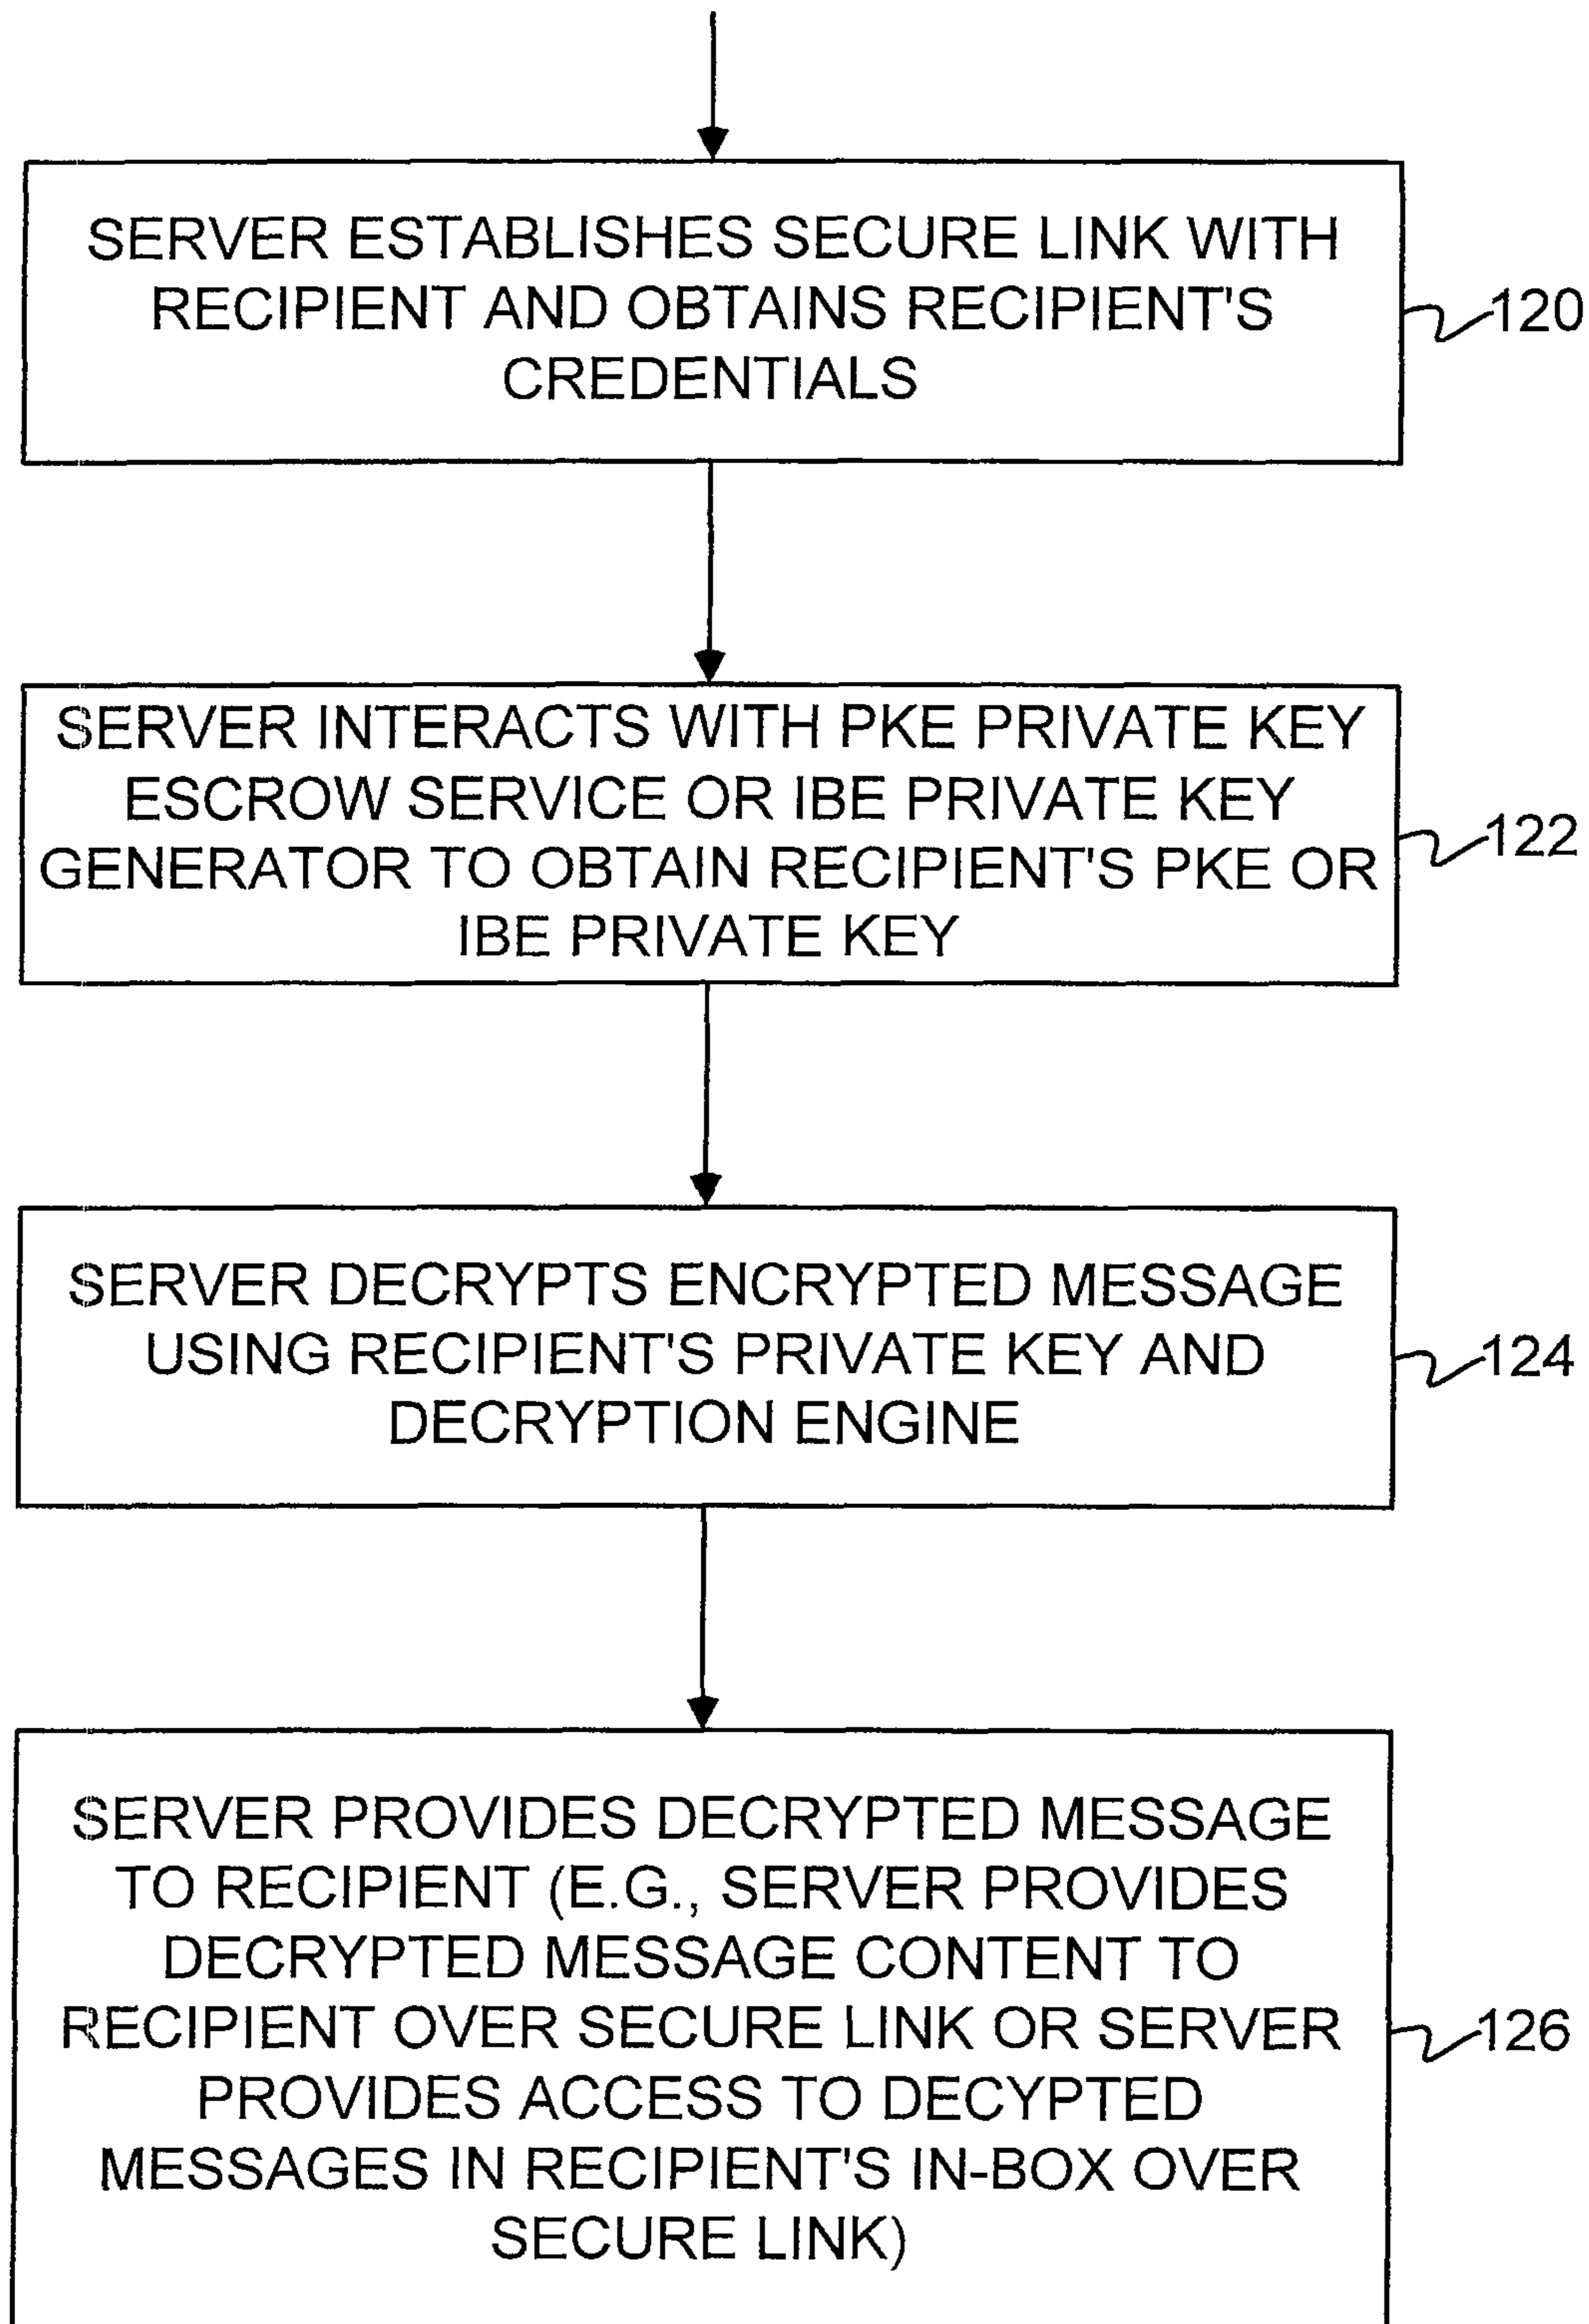 SERVER ESTABLISHES SECURE LINK WITH
RECIPIENT AND OBTAINS RECIPIENT'S
CREDENTIALS
120
SERVER INTERACTS WITH PKE PRIVATE KEY
ESCROW SERVICE OR IBE PRIVATE KEY
GENERATOR TO OBTAIN RECIPIENT'S PKE OR
IBE PRIVATE KEY
122
SERVER DECRYPTS ENCRYPTED MESSAGE
USING RECIPIENT'S PRIVATE KEY AND
DECRYPTION ENGINE
124
SERVER PROVIDES DECRYPTED MESSAGE
TO RECIPIENT (E.G., SERVER PROVIDES
DECRYPTED MESSAGE CONTENT TO
RECIPIENT OVER SECURE LINK OR SERVER
PROVIDES ACCESS TO DECYPTED
MESSAGES IN RECIPIENT'S IN-BOX OVER
SECURE LINK)
126